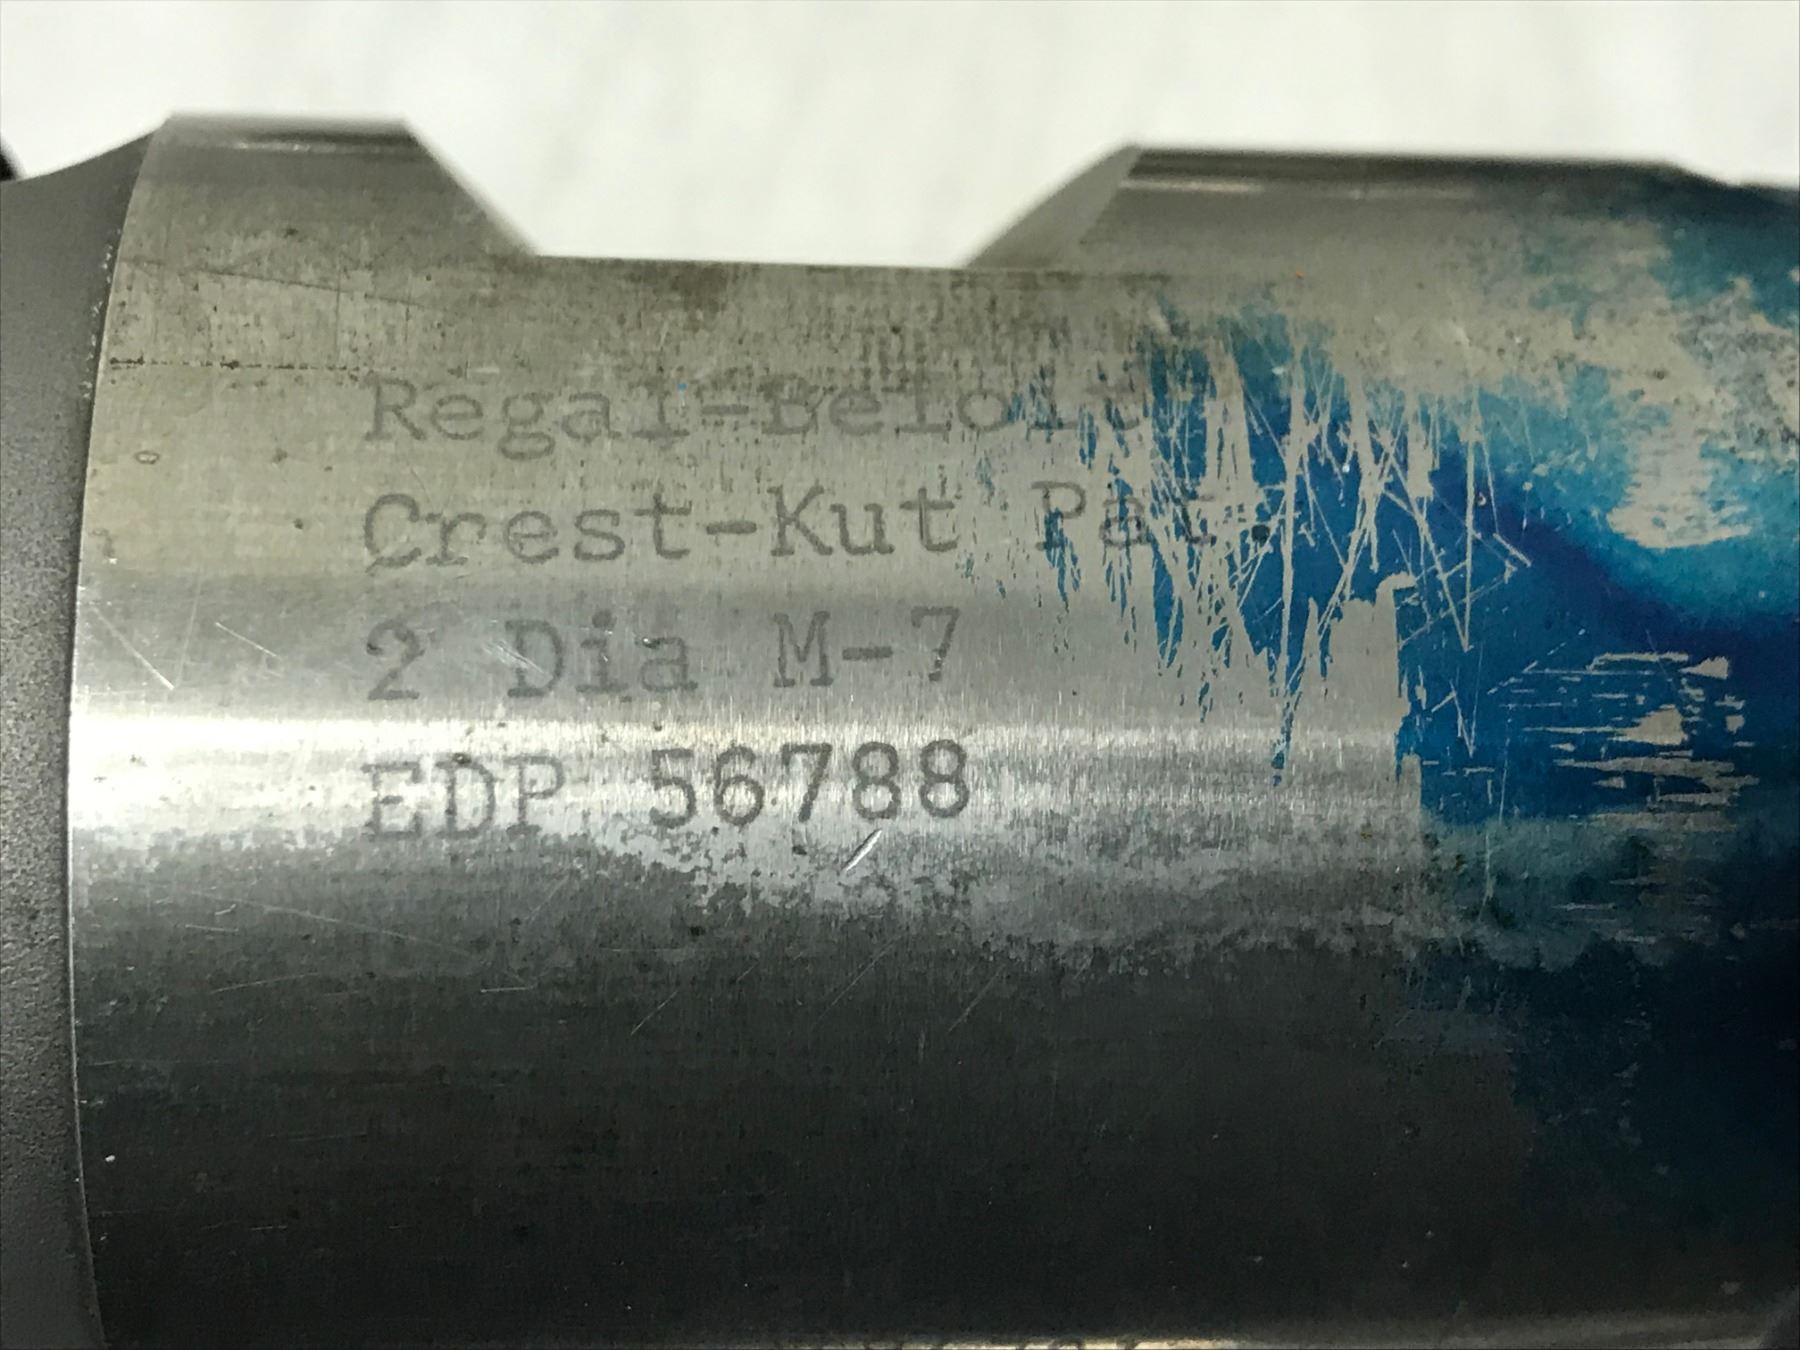 Regal-Beloit
Crest-Kut Pat.
2 Dia M-7
EDP 56788